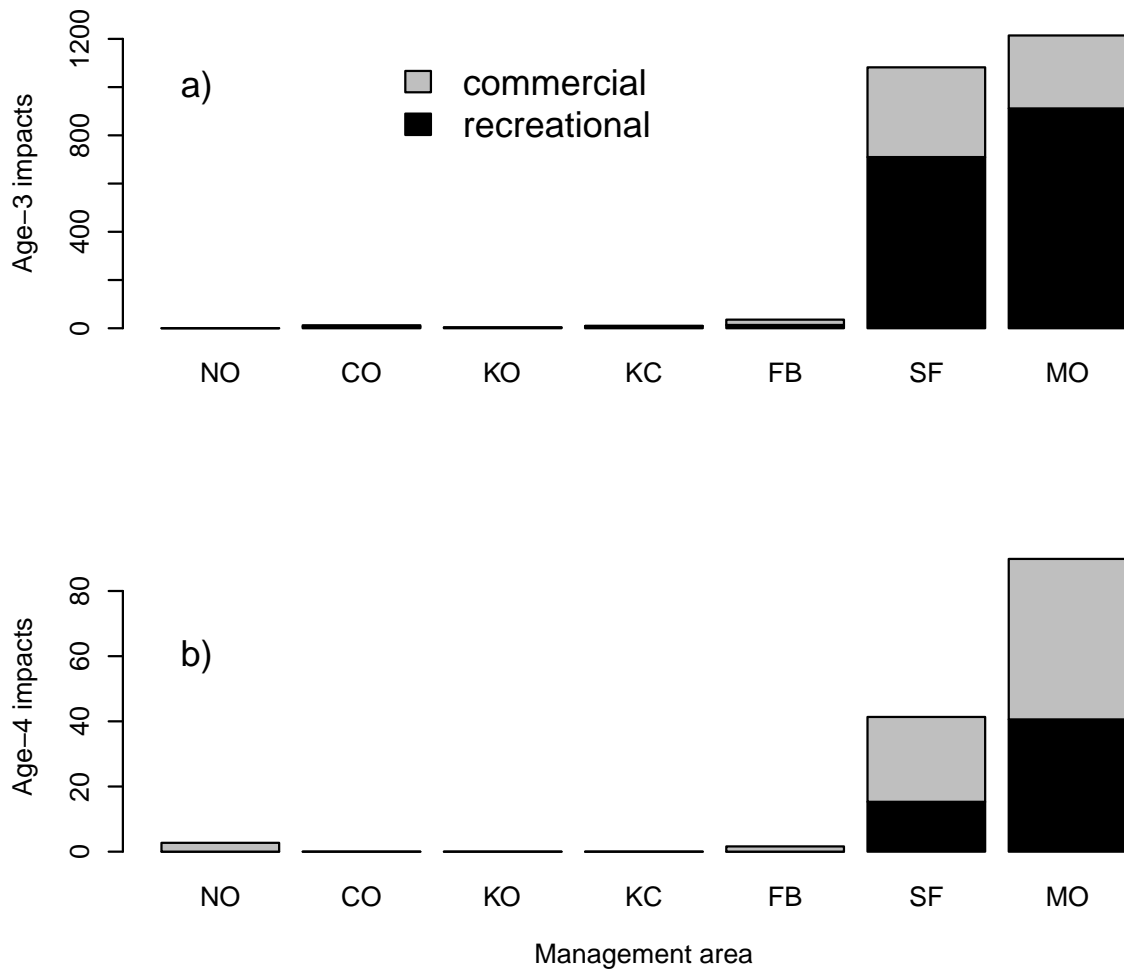 a)
commercial
recreational
Age−3 impacts
1200
800
400
0
NO CO KO KC FB SF MO
b)
Age−4 impacts
80
60
40
20
0
NO CO KO KC FB SF MO
Management area